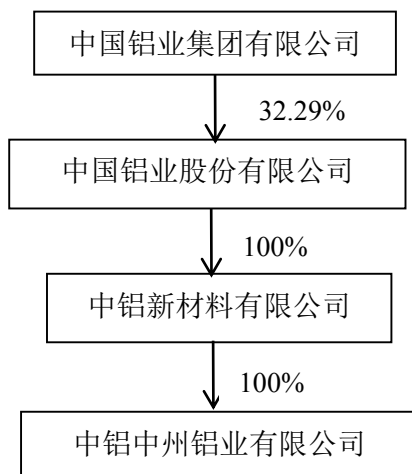 中国铝业集团有限公司
32.29%
中国铝业股份有限公司
100%
中铝新材料有限公司
100%
中铝中州铝业有限公司